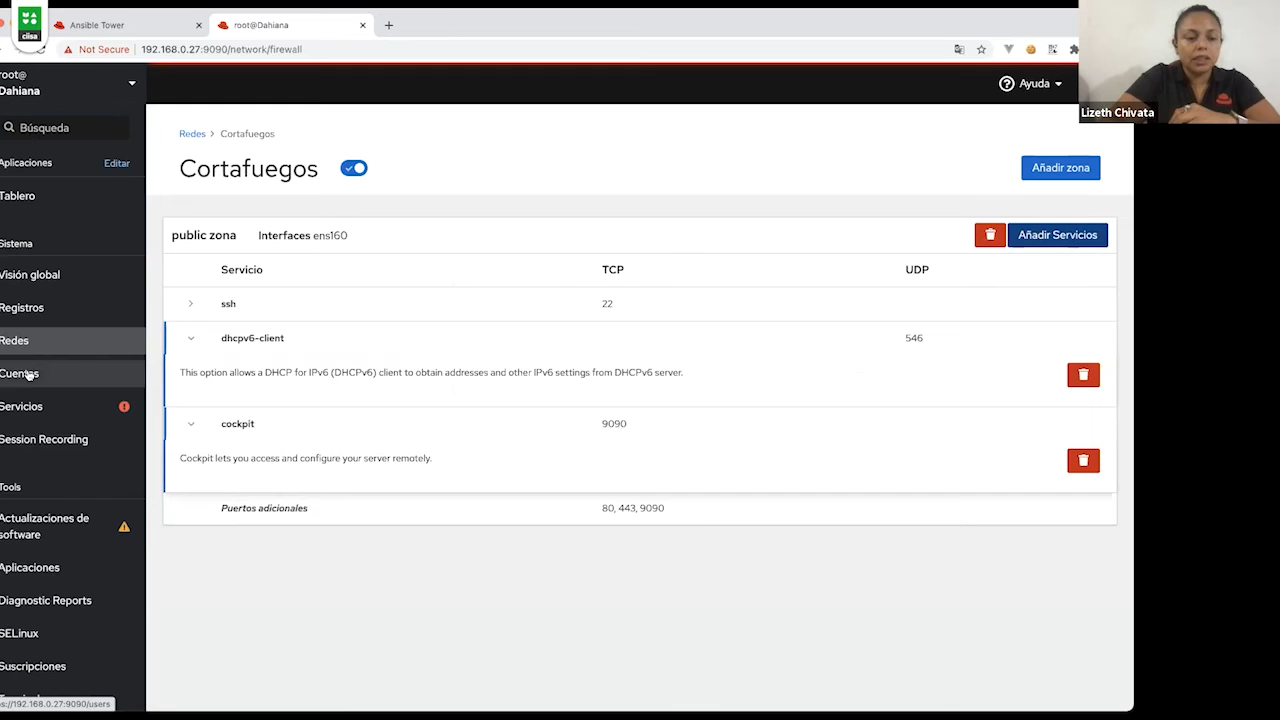 Ansible Tower
root@Dahiana
clisa
Not Secure
192.168.0.27:9090/network/firewall
root@
Dahiana
Ayuda
Lizeth Chivata
Búsqueda
Redes > Cortafuegos
Aplicaciones
Editar
Cortafuegos
Añadir zona
Tablero
Sistema
public zona
Interfaces ens160
Añadir Servicios
Visión global
Servicio
TCP
UDP
Registros
ssh
22
Redes
dhcpv6-client
546
Cuentas
This option allows a DHCP for IPv6 (DHCPv6) client to obtain addresses and other IPv6 settings from DHCPv6 server.
Servicios
cockpit
9090
Session Recording
Cockpit lets you access and configure your server remotely.
Tools
Puertos adicionales
80, 443, 9090
Actualizaciones de
software
Aplicaciones
Diagnostic Reports
SELinux
Suscripciones
ps://192.168.0.27:9090/users